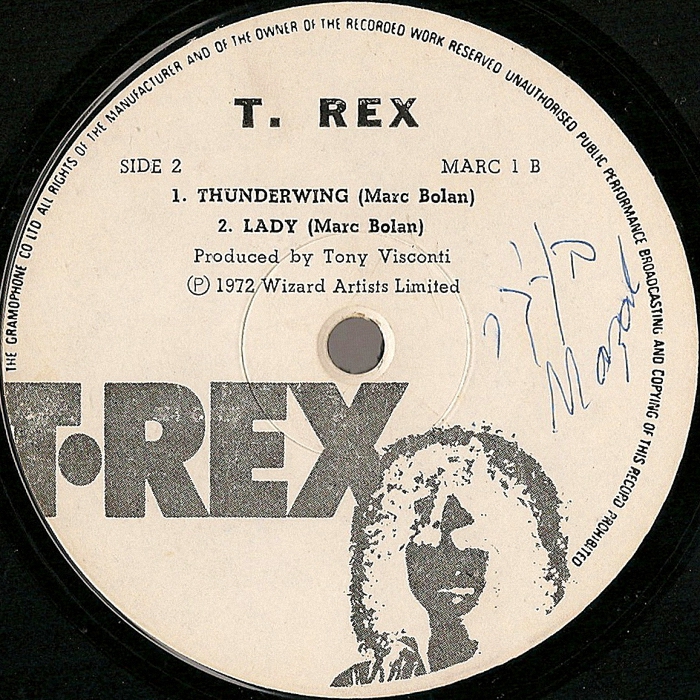 THE GRAMOPHONE CO LTD ALL RIGHTS OF THE MANUFACTURER AND OF THE OWNER OF THE RECORDED WORK RESERVED UNAUTHORISED PUBLIC PERFORMANCE BROADCASTING AND COPYING OF THIS RECORD PROHIBITED
T. REX
SIDE 2 MARC 1 B
1. THUNDERWING (Marc Bolan)
2. LADY (Marc Bolan)
Produced by Tony Visconti
Ⓟ 1972 Wizard Artists Limited
T·REX